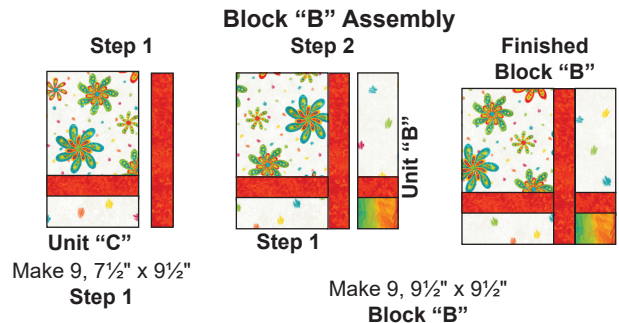 Block “B” Assembly
Step 1
Step 2
Finished
Block “B”
Unit “B”
Unit “C”
Make 9, 7½" x 9½"
Step 1
Step 1
Make 9, 9½" x 9½"
Block “B”